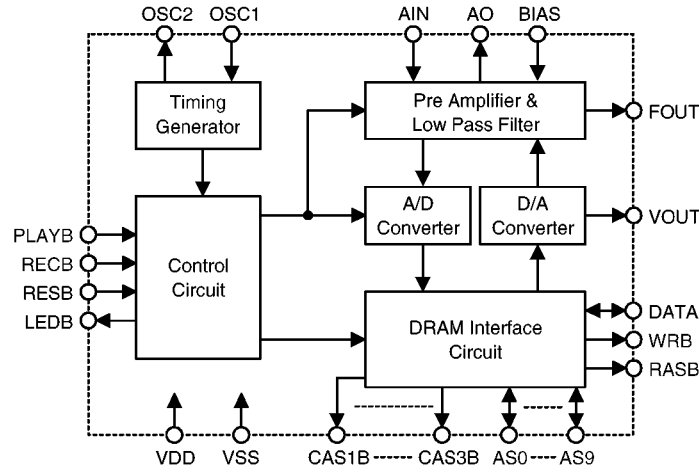 OSC2 OSC1 AIN AO BIAS
Timing
Generator
Pre Amplifier &
Low Pass Filter
FOUT
A/D
Converter
D/A
Converter
VOUT
PLAYB
RECB
RESB
LEDB
Control
Circuit
DRAM Interface
Circuit
DATA
WRB
RASB
VDD VSS CAS1B CAS3B AS0 AS9